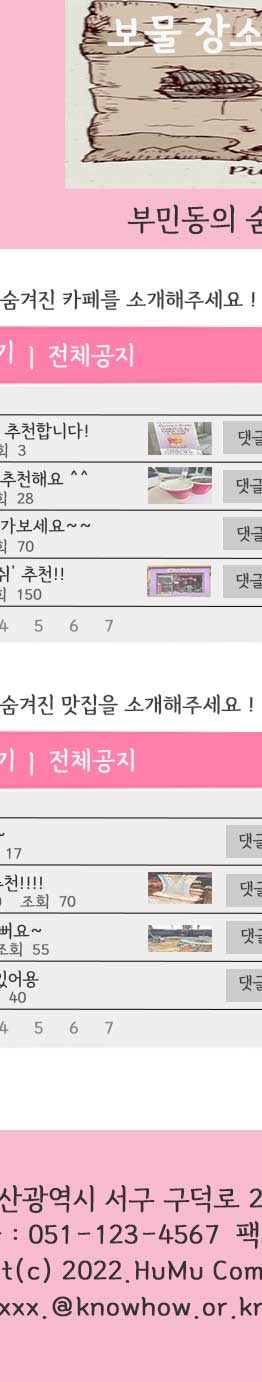 보물 장소
부민동의 숨
숨겨진 카페를 소개해주세요 !
기 | 전체공지
추천합니다!
회 3
댓글
추천해요 ^^
회 28
댓글
가보세요~~
회 70
댓글
쉬' 추천!!
회 150
댓글
4 5 6 7
숨겨진 맛집을 소개해주세요 !
기 | 전체공지
~
17
댓글
추천!!!!
조회 70
댓글
뻐요~
조회 55
댓글
있어용
40
댓글
4 5 6 7
산광역시 서구 구덕로 2
: 051-123-4567 팩
t(c) 2022.HuMu Com
xxx.@knowhow.or.kr